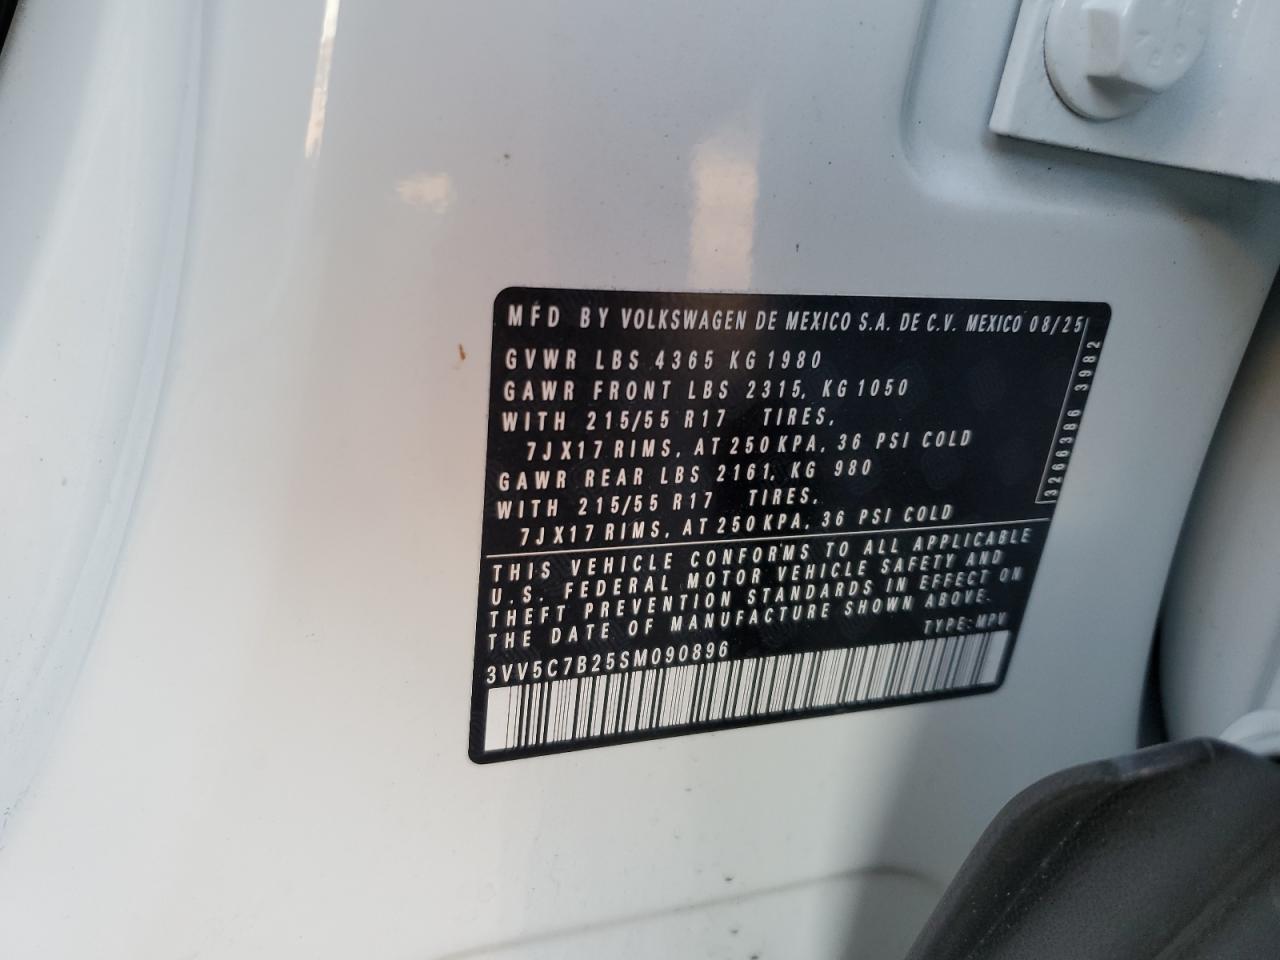 MFD BY VOLKSWAGEN DE MEXICO S.A. DE C.V. MEXICO 08/25
GVWR LBS 4365 KG 1980
GAWR FRONT LBS 2315, KG 1050
WITH 215/55 R17 TIRES,
7JX17 RIMS, AT 250 KPA, 36 PSI COLD
GAWR REAR LBS 2161, KG 980
WITH 215/55 R17 TIRES,
7JX17 RIMS, AT 250 KPA, 36 PSI COLD
3266386 3982
THIS VEHICLE CONFORMS TO ALL APPLICABLE
U.S. FEDERAL MOTOR VEHICLE SAFETY AND
THEFT PREVENTION STANDARDS IN EFFECT ON
THE DATE OF MANUFACTURE SHOWN ABOVE.
TYPE: MPV
3VV5C7B25SM090896